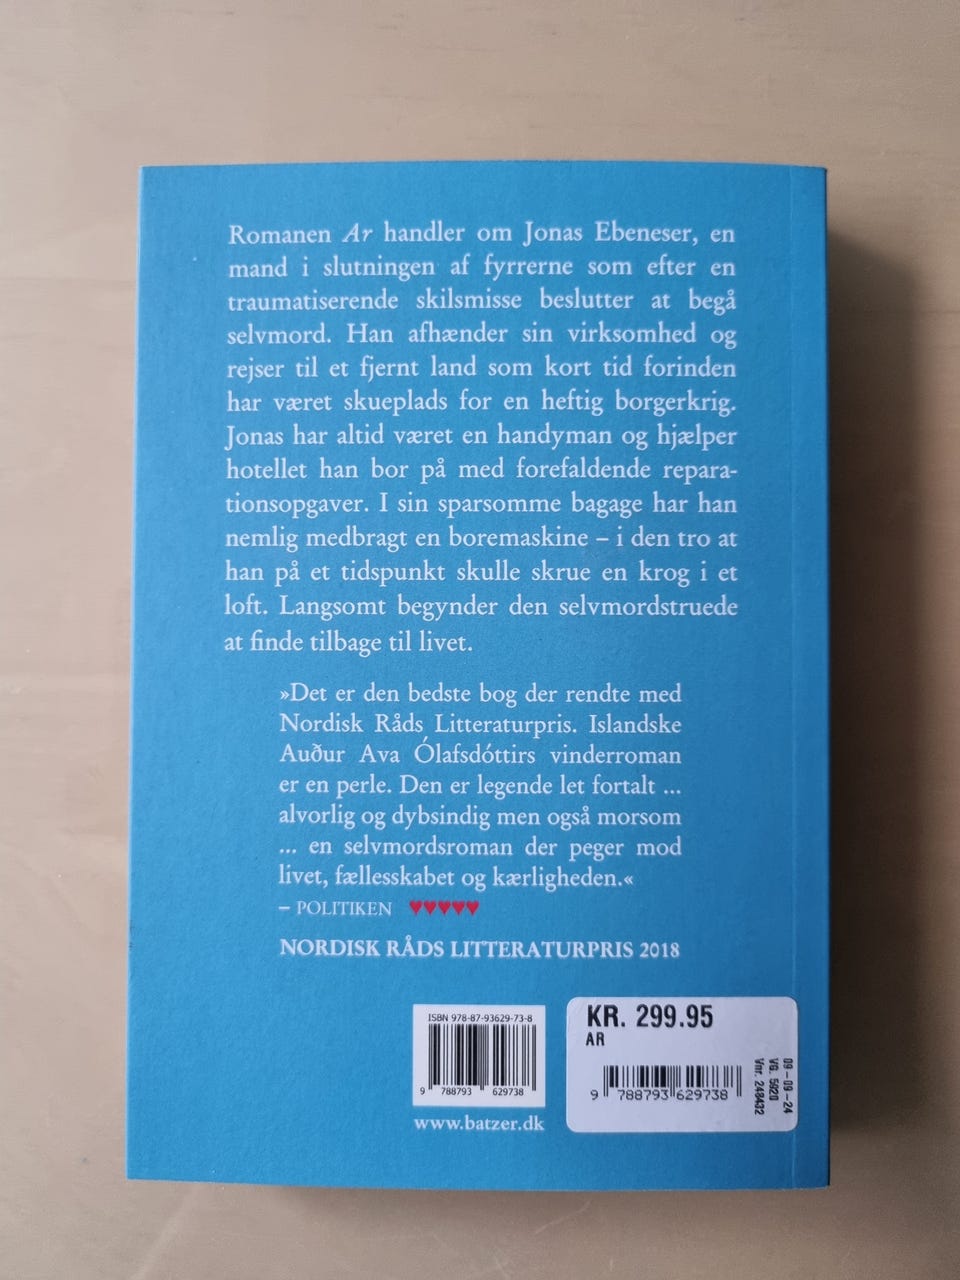 Romanen Ar handler om Jonas Ebeneser, en
mand i slutningen af fyrrerne som efter en
traumatiserende skilsmisse beslutter at begå
selvmord. Han afhænder sin virksomhed og
rejser til et fjernt land som kort tid forinden
har været skueplads for en heftig borgerkrig.
Jonas har altid været en handyman og hjælper
hotellet han bor på med forefaldende repara-
tionsopgaver. I sin sparsomme bagage har han
nemlig medbragt en boremaskine – i den tro at
han på et tidspunkt skulle skrue en krog i et
loft. Langsomt begynder den selvmordstruede
at finde tilbage til livet.
»Det er den bedste bog der rendte med
Nordisk Råds Litteraturpris. Islandske
Auður Ava Ólafsdóttirs vinderroman
er en perle. Den er legende let fortalt ...
alvorlig og dybsindig men også morsom
... en selvmordsroman der peger mod
livet, fællesskabet og kærligheden.«
– POLITIKEN ♥♥♥♥♥
NORDISK RÅDS LITTERATURPRIS 2018
ISBN 978-87-93629-73-8
9 788793 629738
www.batzer.dk
KR. 299.95
AR
9 788793 629738
09-09-24
VG. 5020
Vnr. 248432